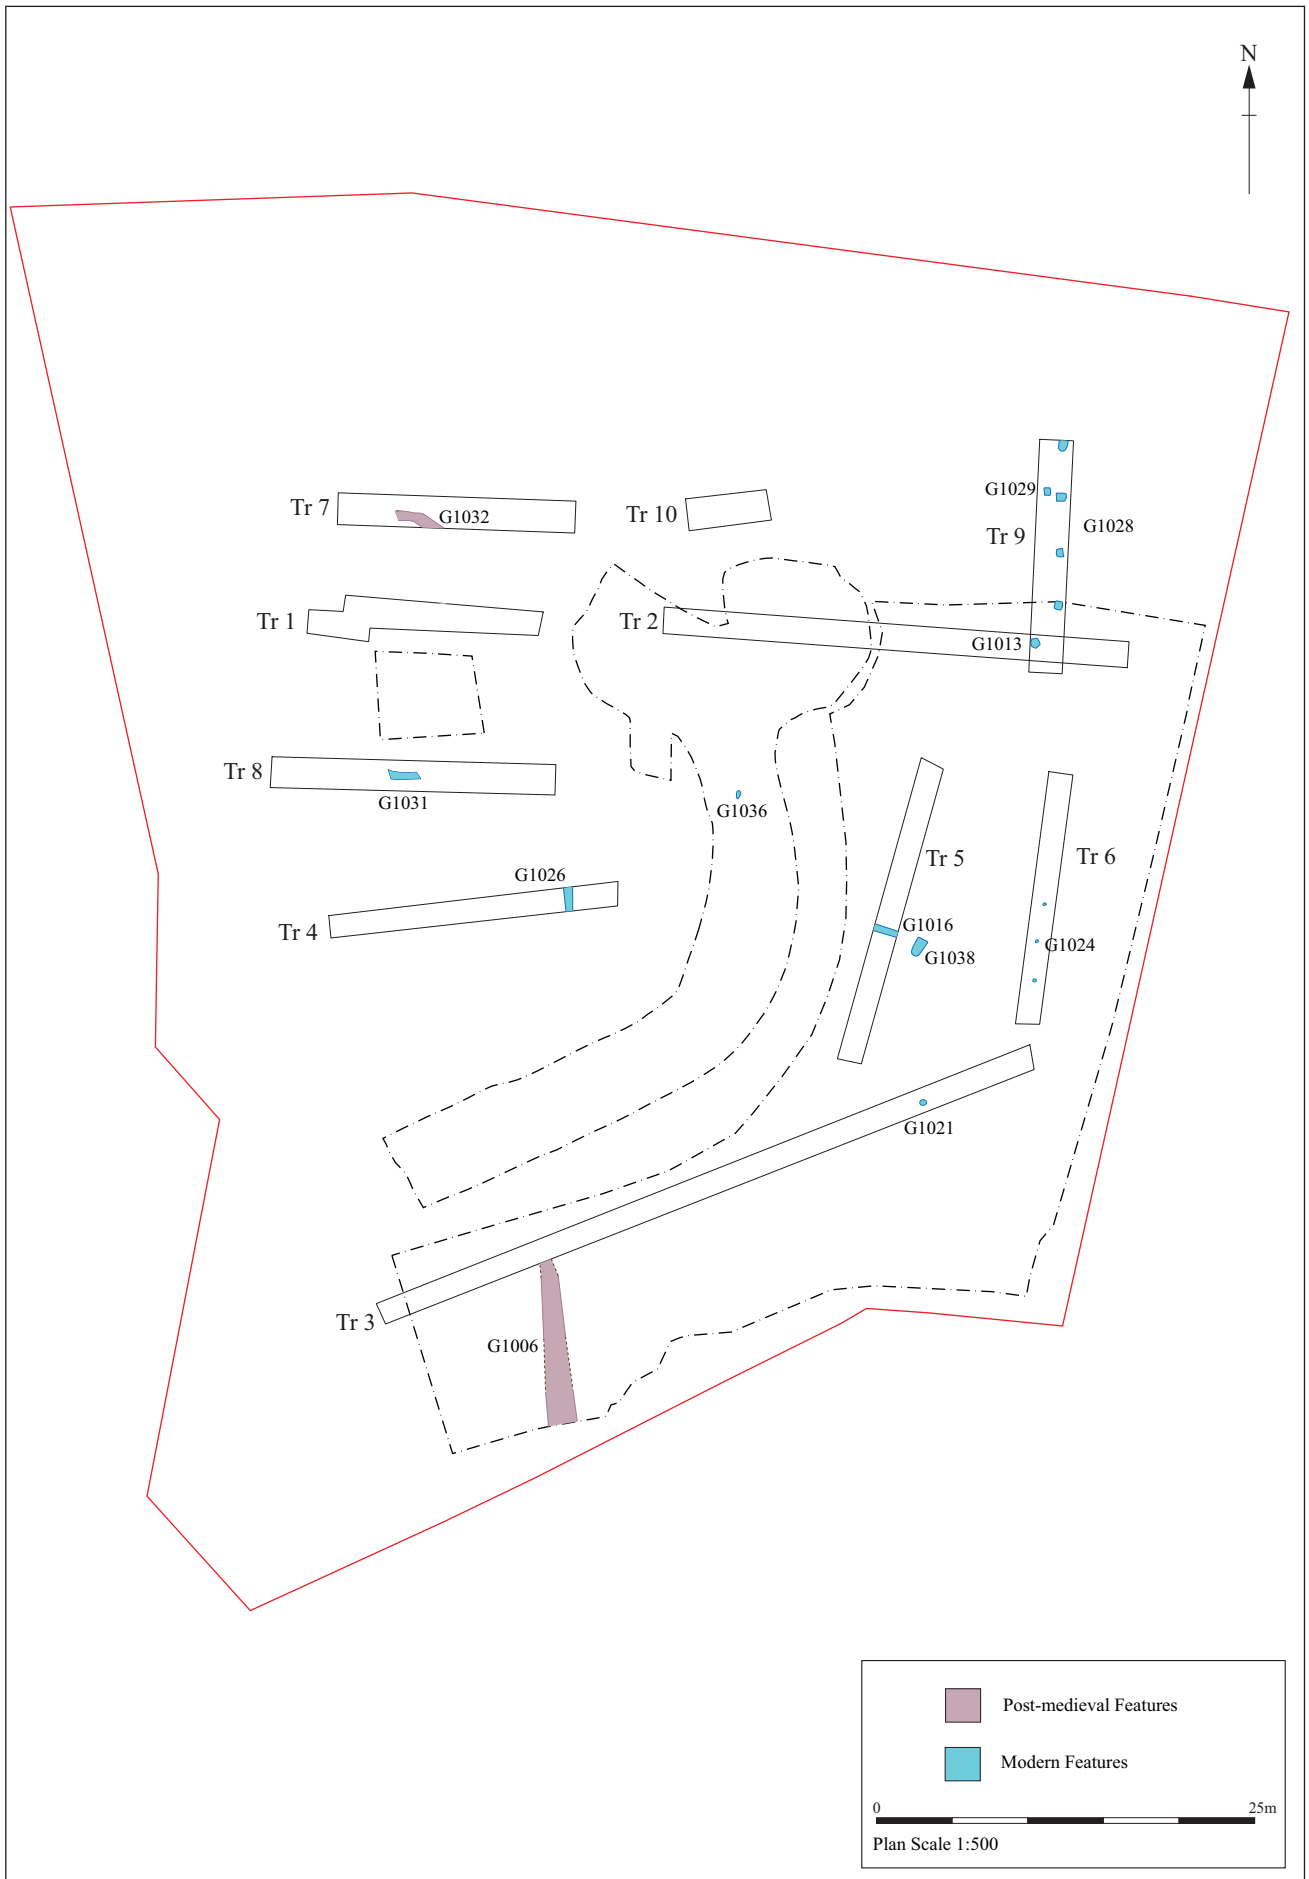 N
G1029
Tr 7
G1032
Tr 10
G1028
Tr 9
Tr 1
Tr 2
G1013
Tr 8
G1031
G1036
Tr 5
Tr 6
G1026
Tr 4
G1016
G1024
G1038
G1021
Tr 3
G1006
Post-medieval Features
Modern Features
0 25m
Plan Scale 1:500